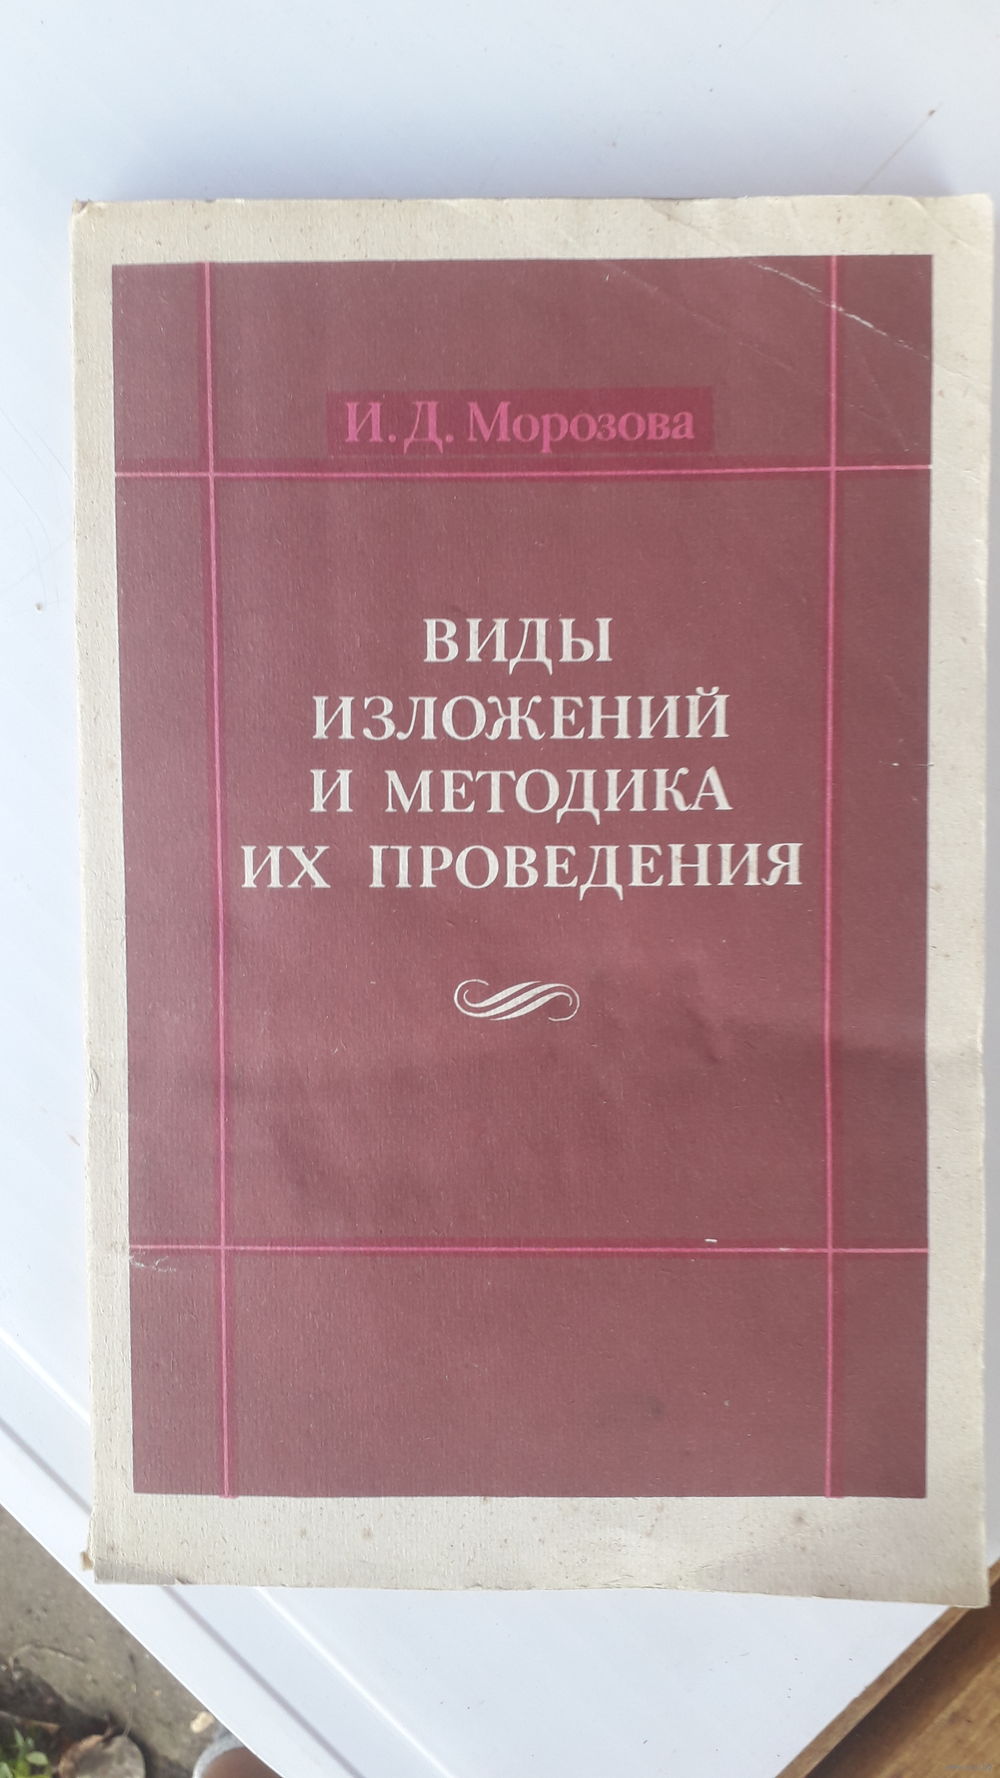 И. Д. Морозова
ВИДЫ
ИЗЛОЖЕНИЙ
И МЕТОДИКА
ИХ ПРОВЕДЕНИЯ